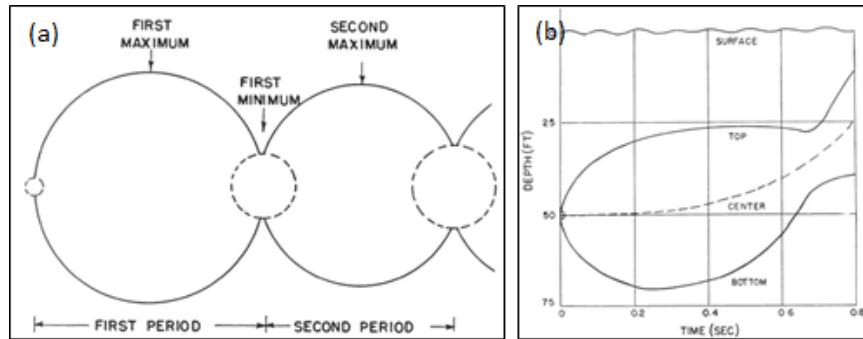 (a)
FIRST
MAXIMUM
SECOND
MAXIMUM
FIRST
MINIMUM
FIRST PERIOD
SECOND PERIOD
(b)
SURFACE
25
TOP
DEPTH (FT)
CENTER
50
BOTTOM
75
0
0.2
0.4
0.6
0.8
TIME (SEC)